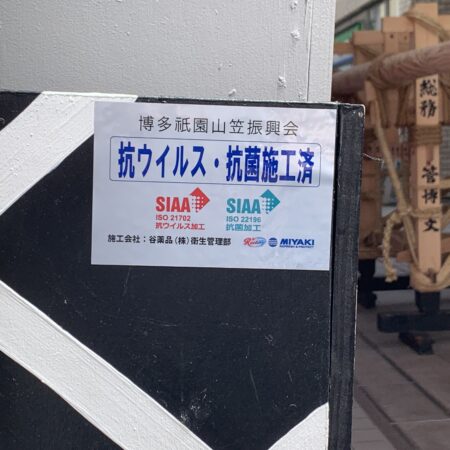 博多祇園山笠振興会
抗ウイルス・抗菌施工済
SIAA
ISO 21702
抗ウイルス加工
SIAA
ISO 22196
抗菌加工
施工会社：谷薬品(株)衛生管理部
MIYAKI
総務
菅博文